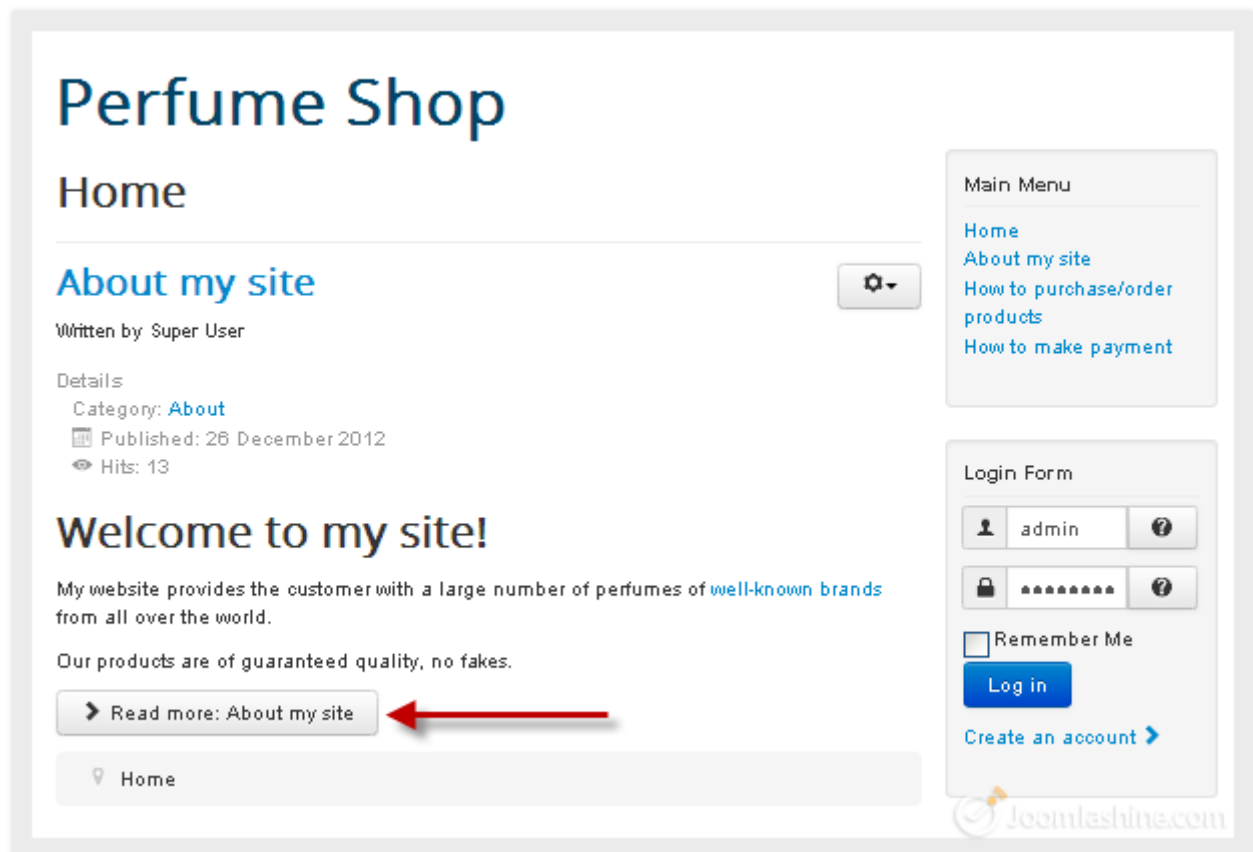 Perfume Shop
Home
About my site
Written by Super User
Details
Category: About
Published: 26 December 2012
Hits: 13
Welcome to my site!
My website provides the customer with a large number of perfumes of well-known brands
from all over the world.
Our products are of guaranteed quality, no fakes.
Read more: About my site
Home
Main Menu
Home
About my site
How to purchase/order
products
How to make payment
Login Form
admin
Remember Me
Log in
Create an account
Joomlashine.com